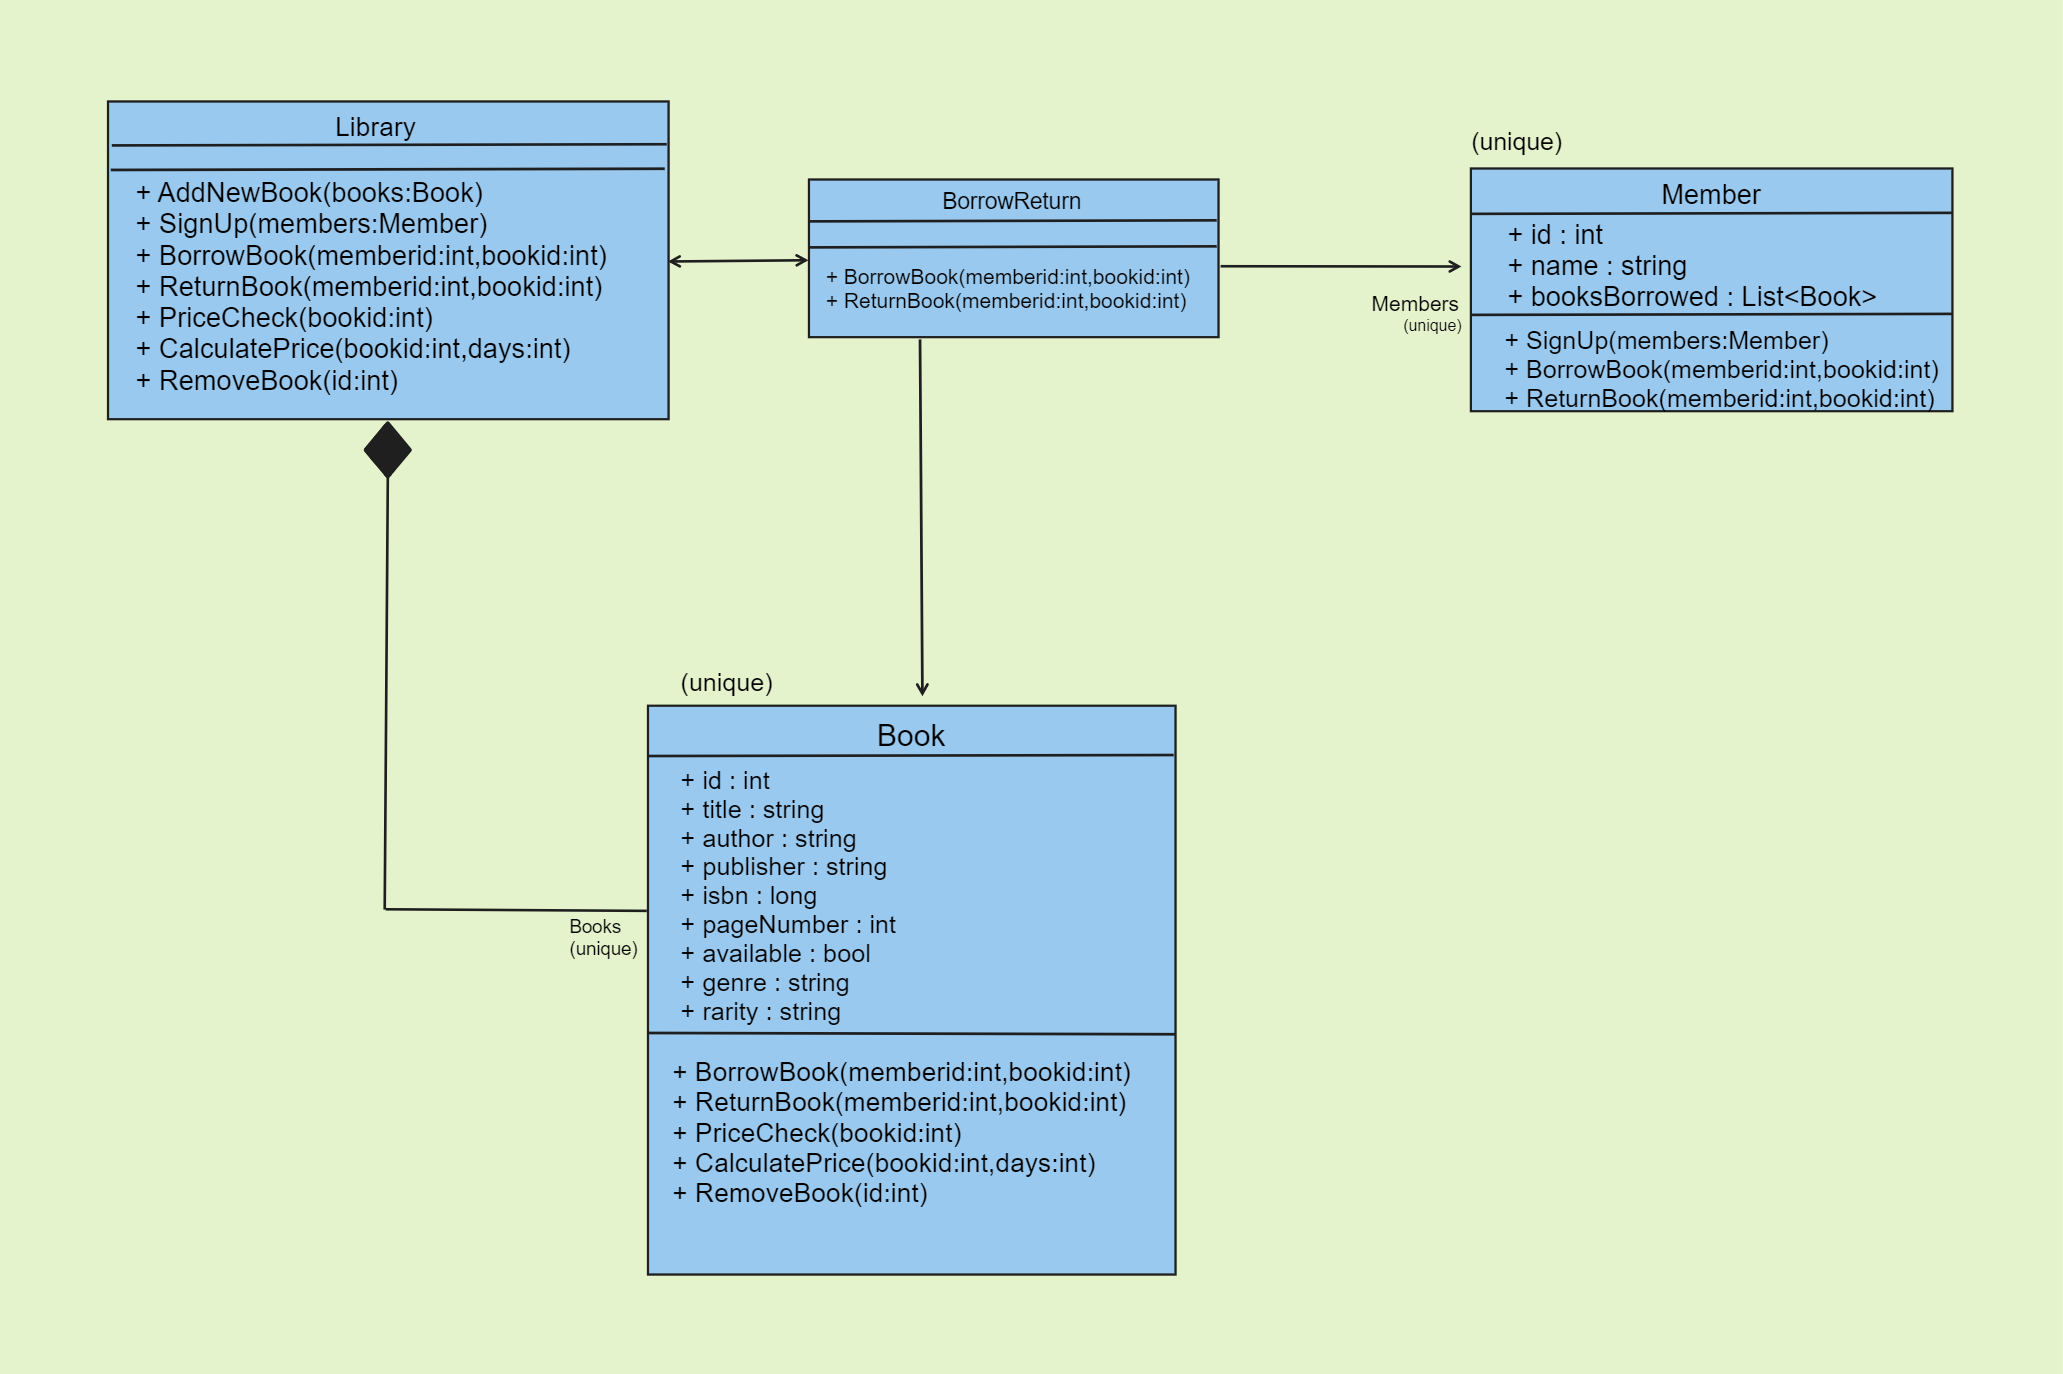 Library
+ AddNewBook(books:Book)
+ SignUp(members:Member)
+ BorrowBook(memberid:int,bookid:int)
+ ReturnBook(memberid:int,bookid:int)
+ PriceCheck(bookid:int)
+ CalculatePrice(bookid:int,days:int)
+ RemoveBook(id:int)
BorrowReturn
+ BorrowBook(memberid:int,bookid:int)
+ ReturnBook(memberid:int,bookid:int)
(unique)
Member
+ id : int
+ name : string
+ booksBorrowed : List<Book>
+ SignUp(members:Member)
+ BorrowBook(memberid:int,bookid:int)
+ ReturnBook(memberid:int,bookid:int)
Members
(unique)
(unique)
Book
+ id : int
+ title : string
+ author : string
+ publisher : string
+ isbn : long
+ pageNumber : int
+ available : bool
+ genre : string
+ rarity : string
+ BorrowBook(memberid:int,bookid:int)
+ ReturnBook(memberid:int,bookid:int)
+ PriceCheck(bookid:int)
+ CalculatePrice(bookid:int,days:int)
+ RemoveBook(id:int)
Books
(unique)